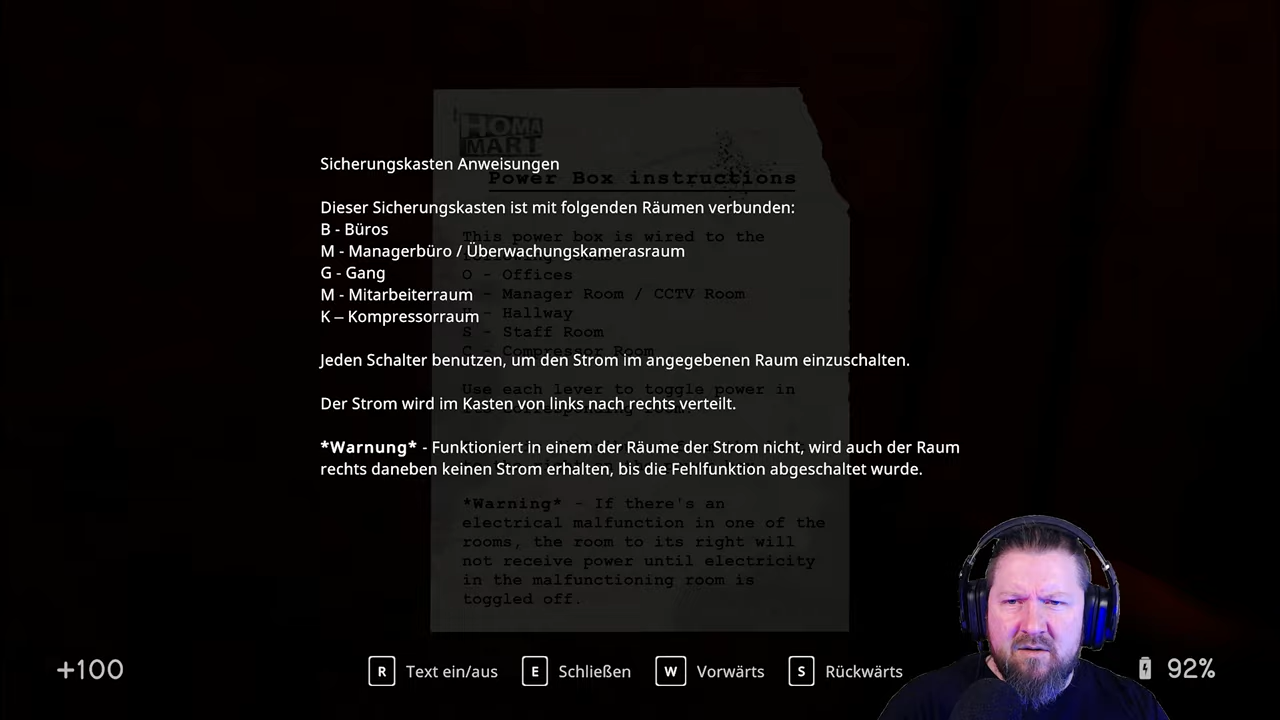 HOMA
MART
Sicherungskasten Anweisungen
Power Box instructions
Dieser Sicherungskasten ist mit folgenden Räumen verbunden:
This power box is wired to the
B - Büros
M - Managerbüro / Überwachungskamerasraum
G - Gang
M - Mitarbeiterraum
K – Kompressorraum
O - Offices
- Manager Room / CCTV Room
- Hallway
S - Staff Room
C - Compressor Room
Jeden Schalter benutzen, um den Strom im angegebenen Raum einzuschalten.
Use each lever to toggle power in
Der Strom wird im Kasten von links nach rechts verteilt.
*Warnung* - Funktioniert in einem der Räume der Strom nicht, wird auch der Raum
rechts daneben keinen Strom erhalten, bis die Fehlfunktion abgeschaltet wurde.
*Warning* - If there's an
electrical malfunction in one of the
rooms, the room to its right will
not receive power until electricity
in the malfunctioning room is
toggled off.
+100
R Text ein/aus E Schließen W Vorwärts S Rückwärts
92%